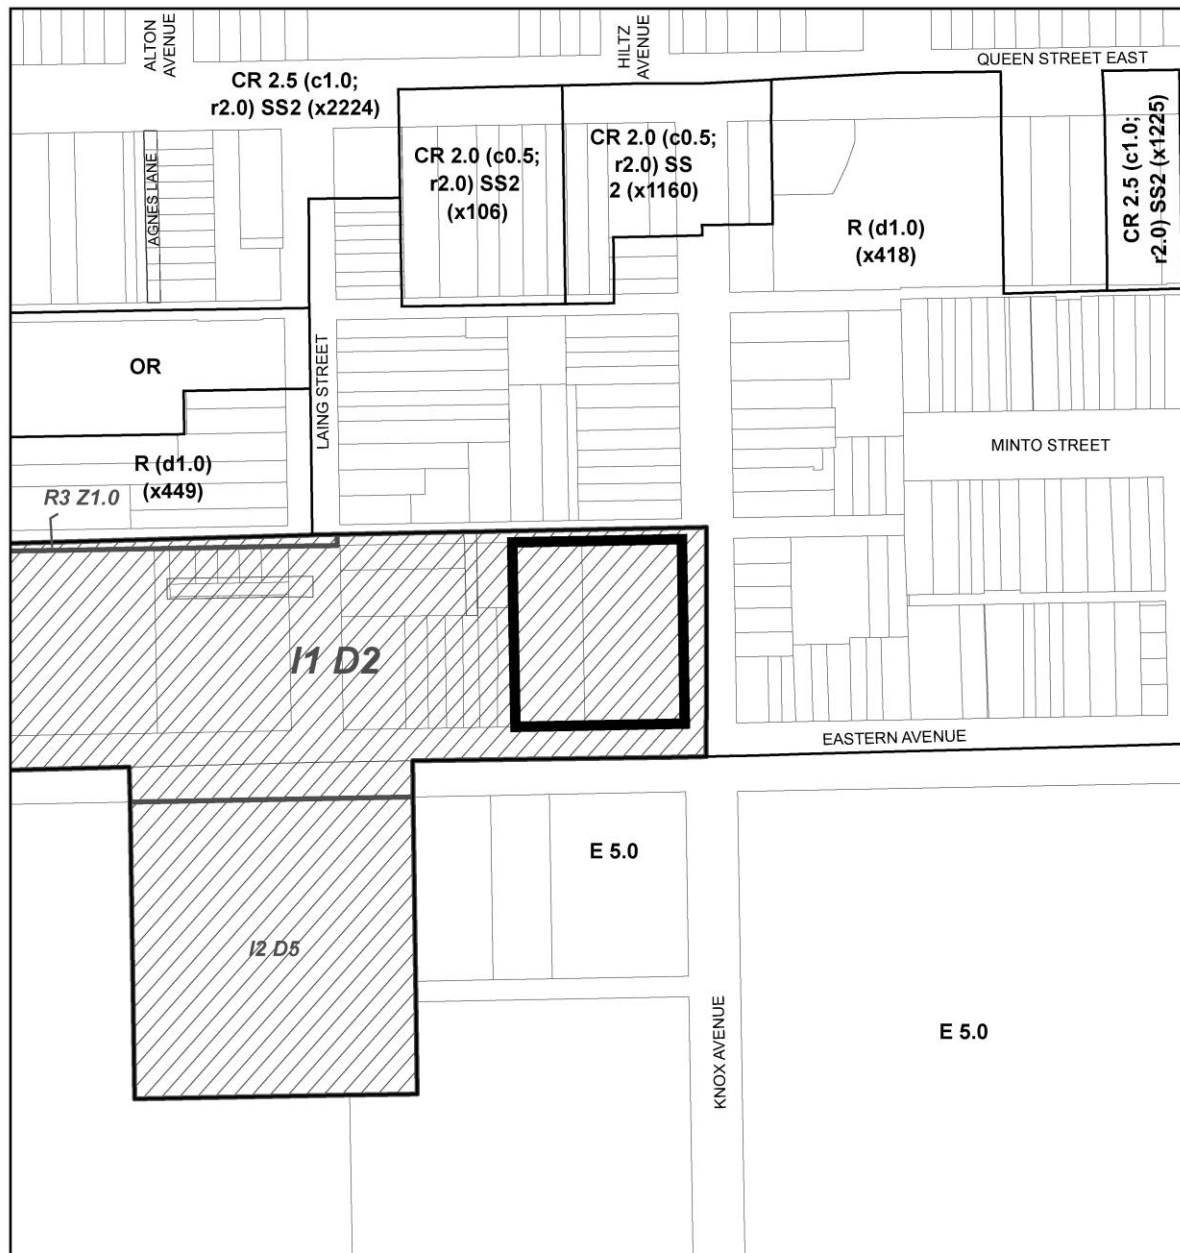 ALTON
AVENUE
HILTZ
AVENUE
QUEEN STREET EAST
CR 2.5 (c1.0;
r2.0) SS2 (x2224)
CR 2.0 (c0.5;
r2.0) SS2
(x106)
CR 2.0 (c0.5;
r2.0) SS
2 (x1160)
R (d1.0)
(x418)
CR 2.5 (c1.0;
r2.0) SS2 (x1225)
AGNES LANE
OR
LAING STREET
R (d1.0)
(x449)
R3 Z1.0
MINTO STREET
I1 D2
EASTERN AVENUE
E 5.0
I2 D5
KNOX AVENUE
E 5.0